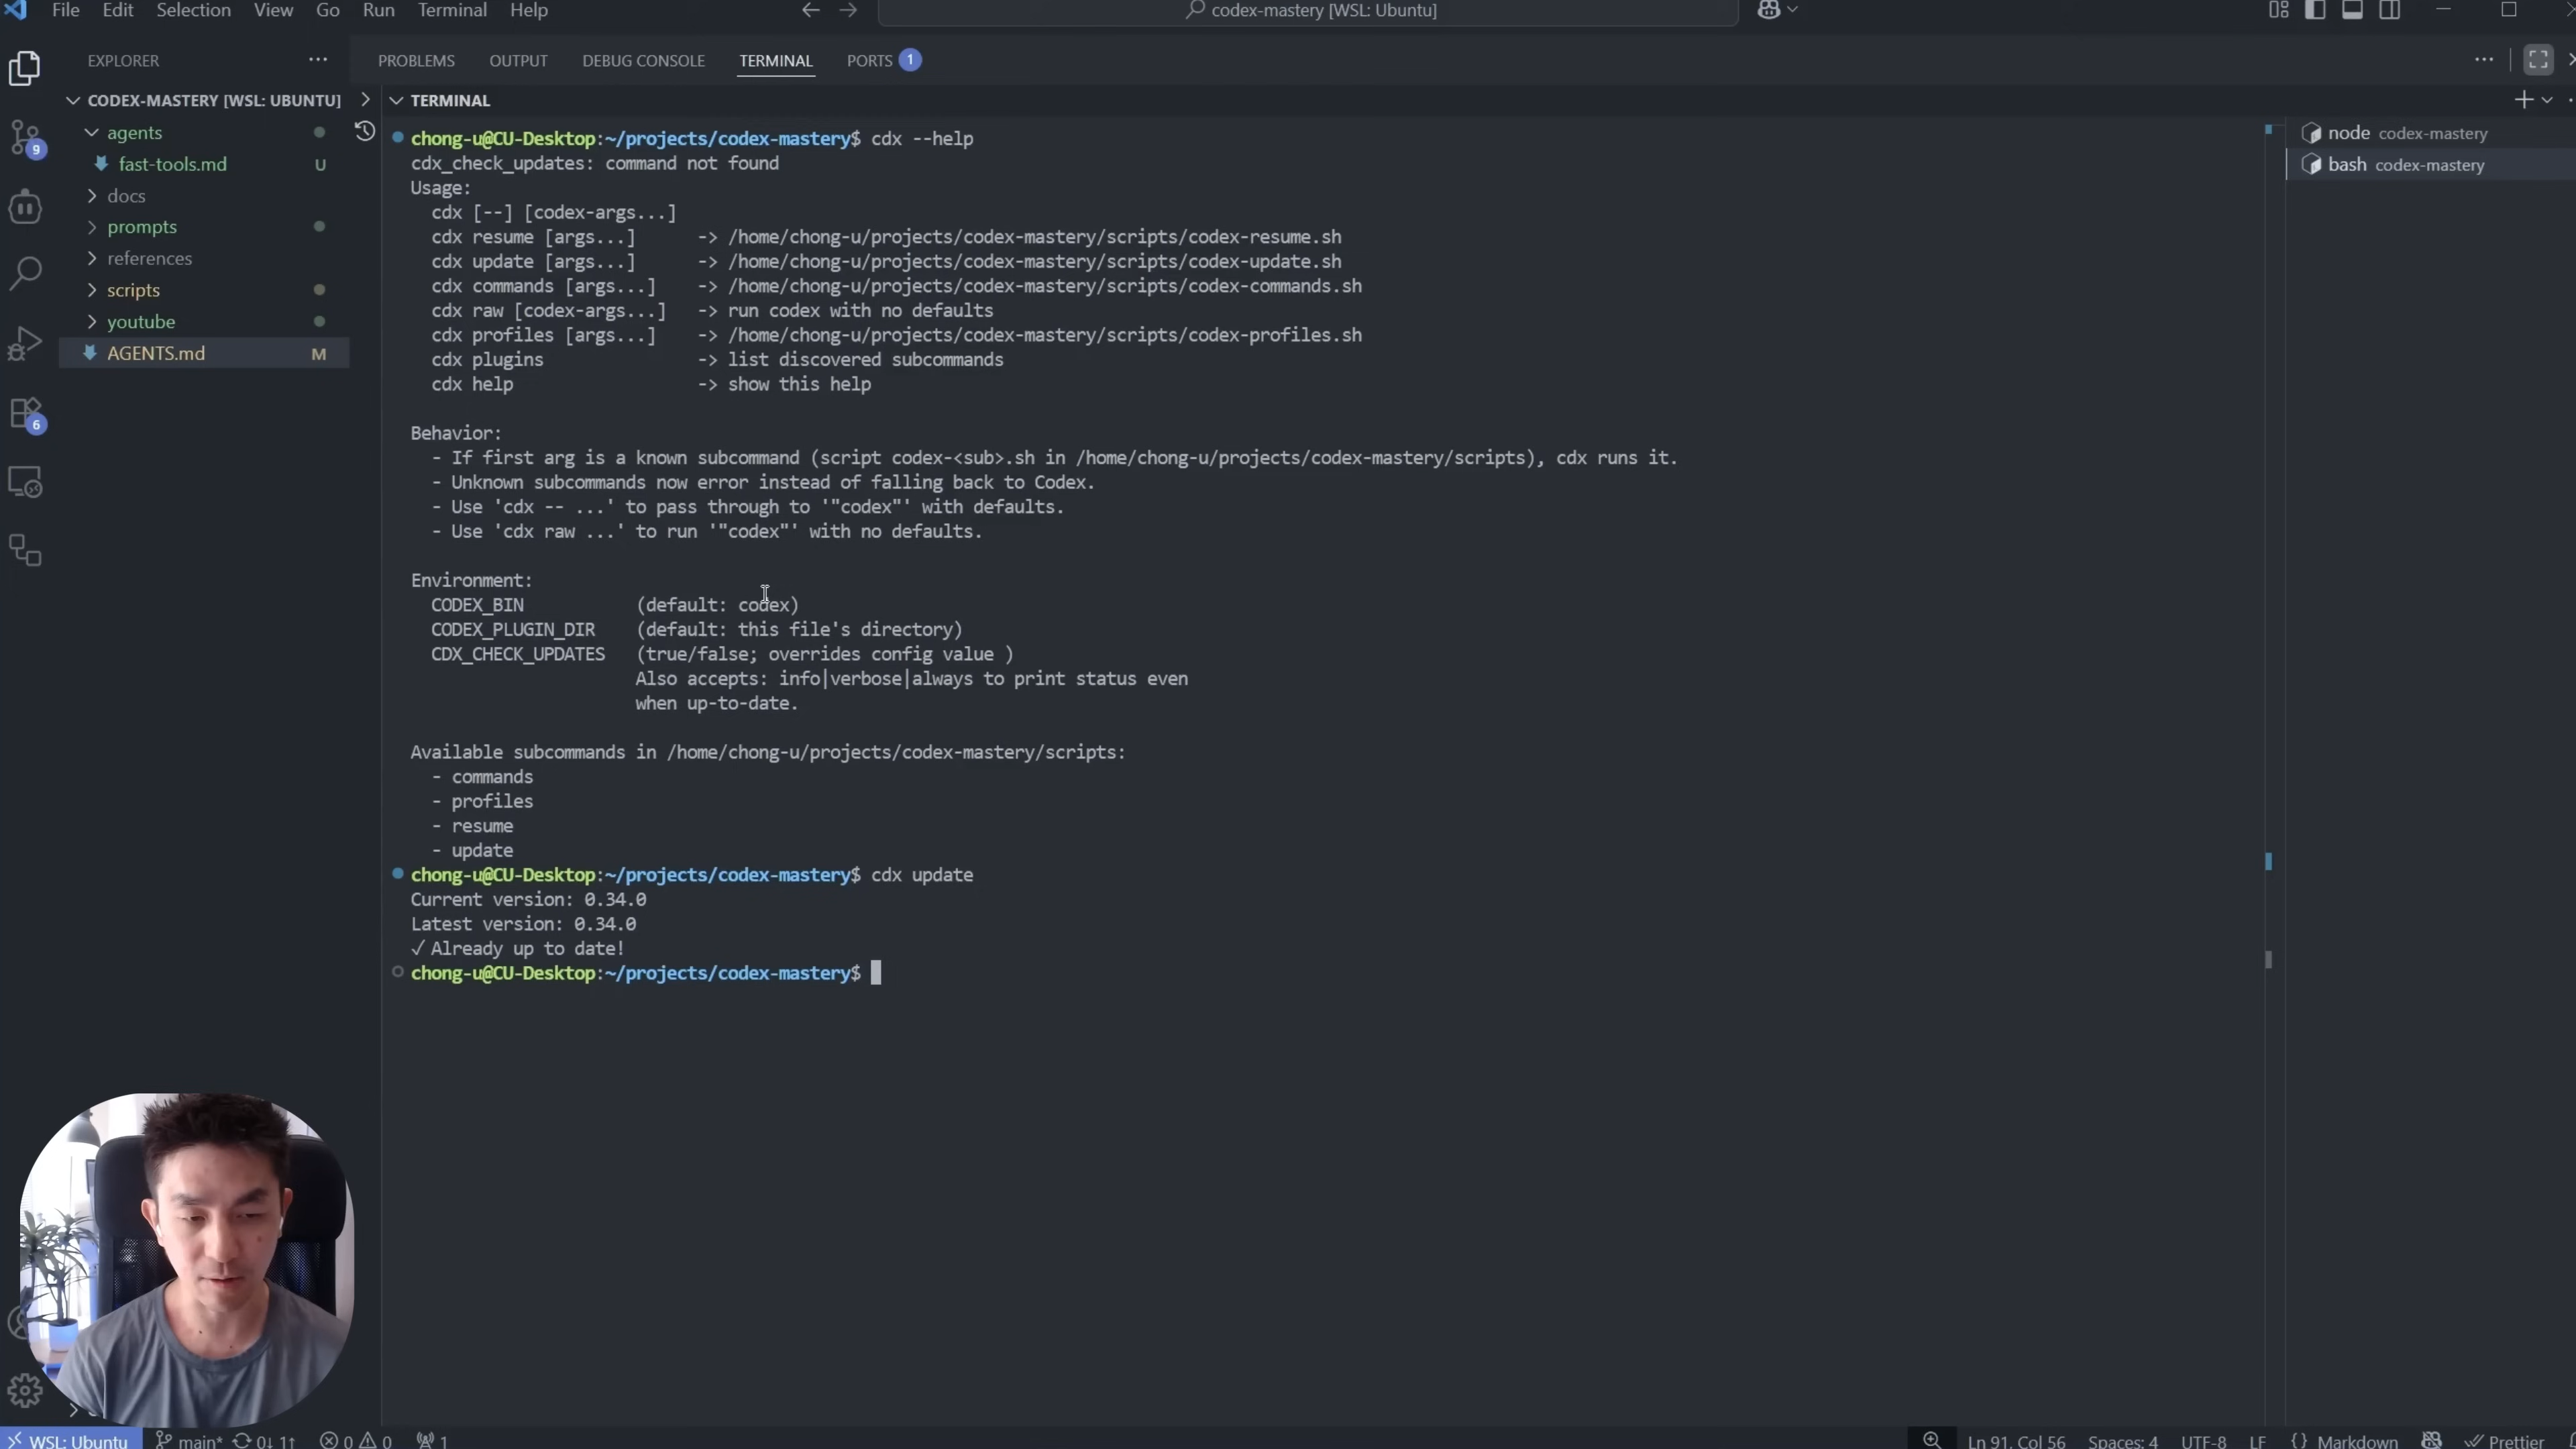 File Edit Selection View Go Run Terminal Help
codex-mastery [WSL: Ubuntu]
EXPLORER
PROBLEMS OUTPUT DEBUG CONSOLE TERMINAL PORTS 1
CODEX-MASTERY [WSL: UBUNTU]
agents
fast-tools.md U
docs
prompts
references
scripts
youtube
AGENTS.md M
9
6
TERMINAL
chong-u@CU-Desktop:~/projects/codex-mastery$ cdx --help
cdx_check_updates: command not found
Usage:
cdx [--] [codex-args...]
cdx resume [args...] -> /home/chong-u/projects/codex-mastery/scripts/codex-resume.sh
cdx update [args...] -> /home/chong-u/projects/codex-mastery/scripts/codex-update.sh
cdx commands [args...] -> /home/chong-u/projects/codex-mastery/scripts/codex-commands.sh
cdx raw [codex-args...] -> run codex with no defaults
cdx profiles [args...] -> /home/chong-u/projects/codex-mastery/scripts/codex-profiles.sh
cdx plugins -> list discovered subcommands
cdx help -> show this help
Behavior:
- If first arg is a known subcommand (script codex-<sub>.sh in /home/chong-u/projects/codex-mastery/scripts), cdx runs it.
- Unknown subcommands now error instead of falling back to Codex.
- Use 'cdx -- ...' to pass through to '"codex"' with defaults.
- Use 'cdx raw ...' to run '"codex"' with no defaults.
Environment:
CODEX_BIN (default: codex)
CODEX_PLUGIN_DIR (default: this file's directory)
CDX_CHECK_UPDATES (true/false; overrides config value )
Also accepts: info|verbose|always to print status even
when up-to-date.
Available subcommands in /home/chong-u/projects/codex-mastery/scripts:
- commands
- profiles
- resume
- update
chong-u@CU-Desktop:~/projects/codex-mastery$ cdx update
Current version: 0.34.0
Latest version: 0.34.0
✓ Already up to date!
chong-u@CU-Desktop:~/projects/codex-mastery$
node codex-mastery
bash codex-mastery
WSL: Ubuntu main* 0↓ 1↑ 0 0 1
Ln 91, Col 56 Spaces: 4 UTF-8 LF {} Markdown Prettier